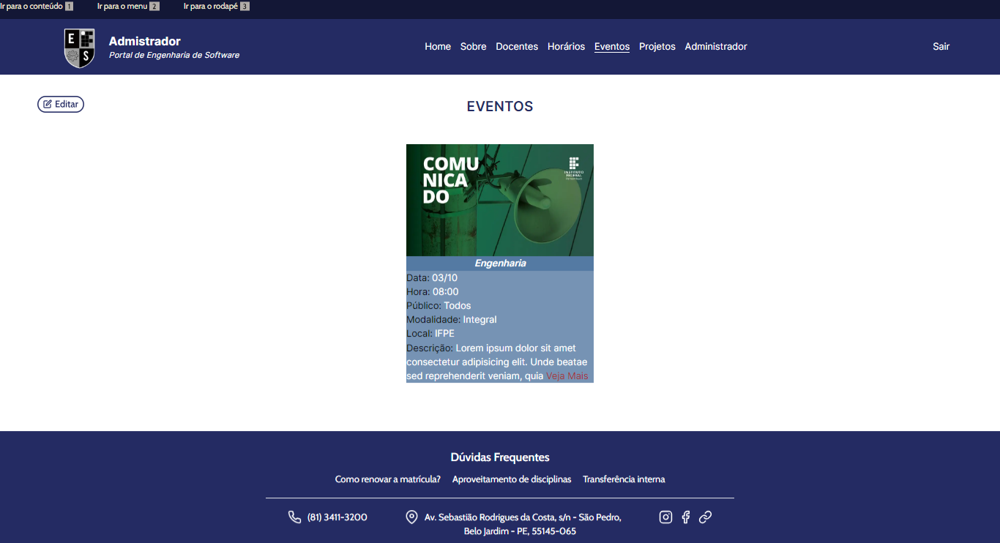 Ir para o conteúdo 1 Ir para o menu 2 Ir para o rodapé 3
E
S
Admistrador
Portal de Engenharia de Software
Home Sobre Docentes Horários Eventos Projetos Administrador Sair
Editar
EVENTOS
COMU
NICA
DO
INSTITUTO
FEDERAL
Engenharia
Data: 03/10
Hora: 08:00
Público: Todos
Modalidade: Integral
Local: IFPE
Descrição: Lorem ipsum dolor sit amet
consectetur adipisicing elit. Unde beatae
sed reprehenderit veniam, quia Veja Mais
Dúvidas Frequentes
Como renovar a matrícula? Aproveitamento de disciplinas Transferência interna
(81) 3411-3200
Av. Sebastião Rodrigues da Costa, s/n - São Pedro,
Belo Jardim - PE, 55145-065